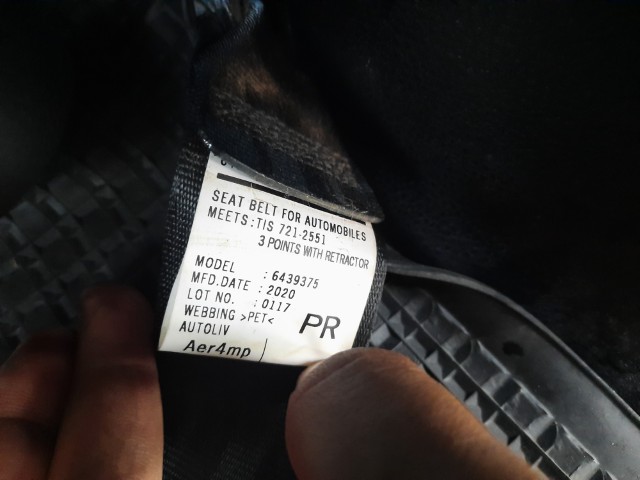 SEAT BELT FOR AUTOMOBILES
MEETS:TIS 721-2551
3 POINTS WITH RETRACTOR
MODEL : 6439375
MFD.DATE : 2020
LOT NO. : 0117
WEBBING >PET<
AUTOLIV
PR
Aer4mp